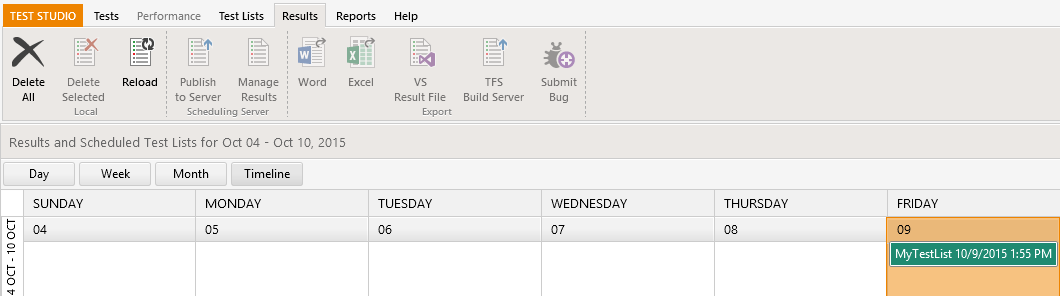 TEST STUDIO Tests Performance Test Lists Results Reports Help
Delete All
Delete Selected
Reload
Local
Publish to Server
Manage Results
Scheduling Server
Word
Excel
VS Result File
TFS Build Server
Submit Bug
Export
Results and Scheduled Test Lists for Oct 04 - Oct 10, 2015
Day Week Month Timeline
SUNDAY MONDAY TUESDAY WEDNESDAY THURSDAY FRIDAY
4 OCT - 10 OCT
04 05 06 07 08 09
MyTestList 10/9/2015 1:55 PM